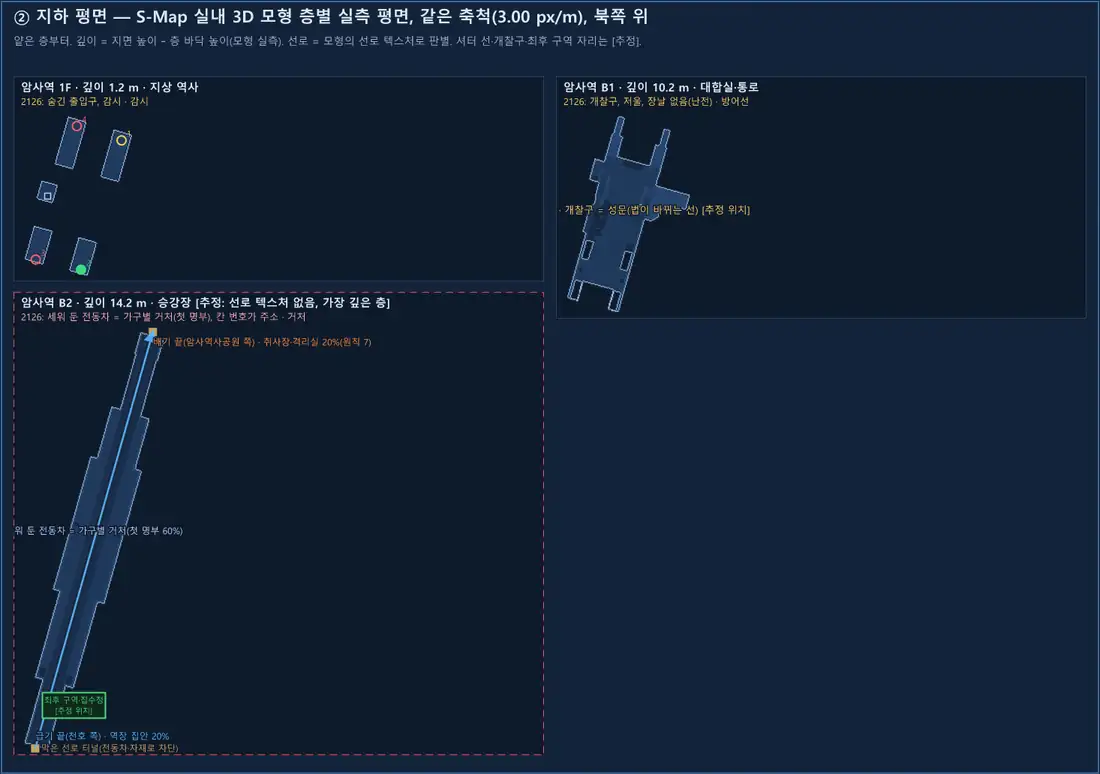 ② 지하 평면 — S-Map 실내 3D 모형 층별 실측 평면, 같은 축척(3.00 px/m), 북쪽 위
얕은 층부터. 깊이 = 지면 높이 − 층 바닥 높이(모형 실측). 선로 = 모형의 선로 텍스처로 판별. 셔터 선·개찰구·최후 구역 자리는 [추정].
암사역 1F · 깊이 1.2 m · 지상 역사
2126: 숨긴 출입구, 감시 · 감시
암사역 B1 · 깊이 10.2 m · 대합실·통로
2126: 개찰구, 저울, 장날 없음(난전) · 방어선
· 개찰구 = 성문(법이 바뀌는 선) [추정 위치]
암사역 B2 · 깊이 14.2 m · 승강장 [추정: 선로 텍스처 없음, 가장 깊은 층]
2126: 세워 둔 전동차 = 가구별 거처(첫 명부), 칸 번호가 주소 · 거처
배기 끝(암사역사공원 쪽) · 취사장·격리실 20%(원칙 7)
워 둔 전동차 = 가구별 거처(첫 명부 60%)
최후 구역·집수정
[추정 위치]
급기 끝(천호 쪽) · 역장 집안 20%
막은 선로 터널(전동차·자재로 차단)